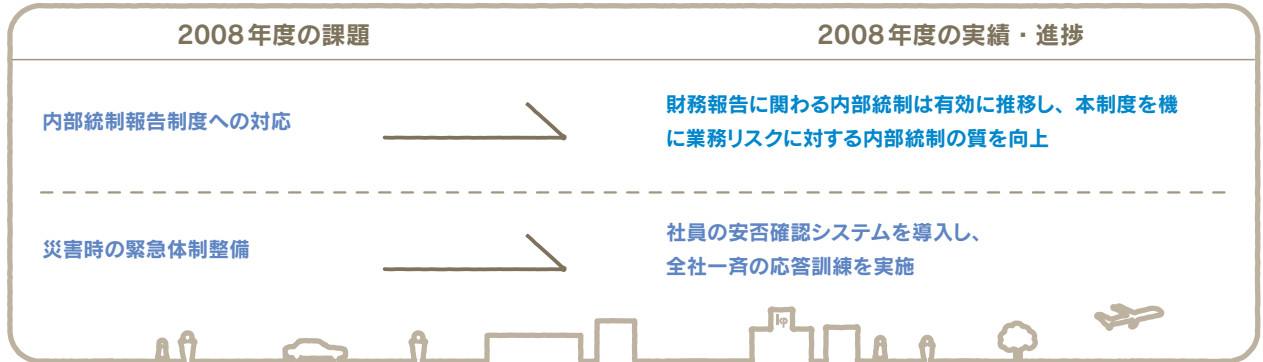 2008年度の課題
2008年度の実績・進捗
内部統制報告制度への対応
財務報告に関わる内部統制は有効に推移し、本制度を機
に業務リスクに対する内部統制の質を向上
災害時の緊急体制整備
社員の安否確認システムを導入し、
全社一斉の応答訓練を実施